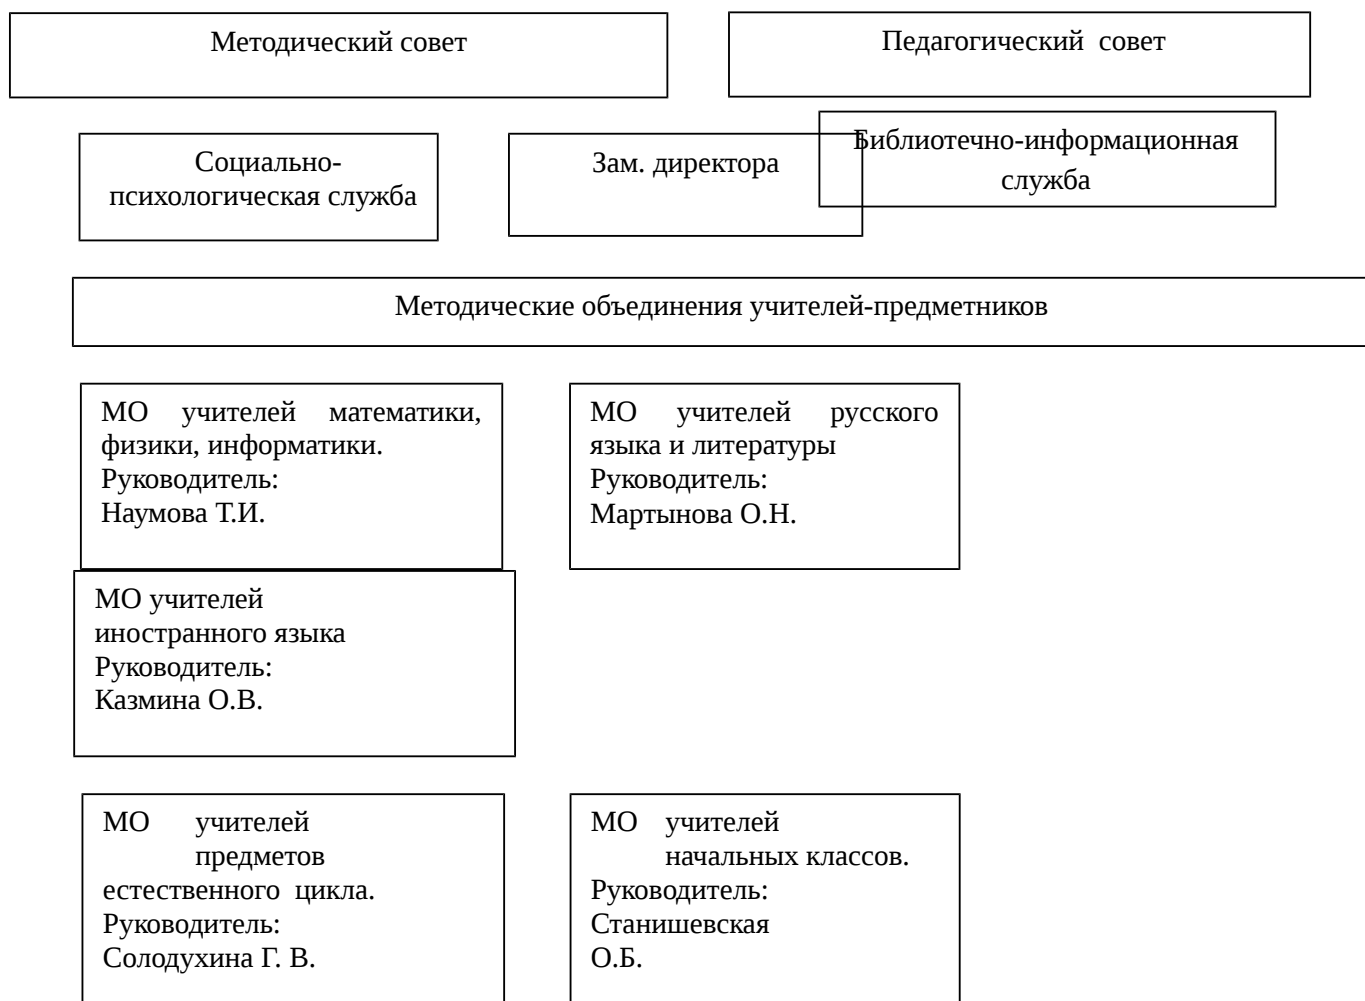 Методический совет
Педагогический  совет
Социально-
психологическая служба
Зам. директора
Библиотечно-информационная
служба
Методические объединения учителей-предметников
МО учителей математики,
физики, информатики.
Руководитель:
Наумова Т.И.
МО учителей русского
языка и литературы
Руководитель:
Мартынова О.Н.
МО учителей
иностранного языка
Руководитель:
Казмина О.В.
МО учителей
предметов
естественного  цикла.
Руководитель:
Солодухина Г. В.
МО учителей
начальных классов.
Руководитель:
Станишевская
О.Б.